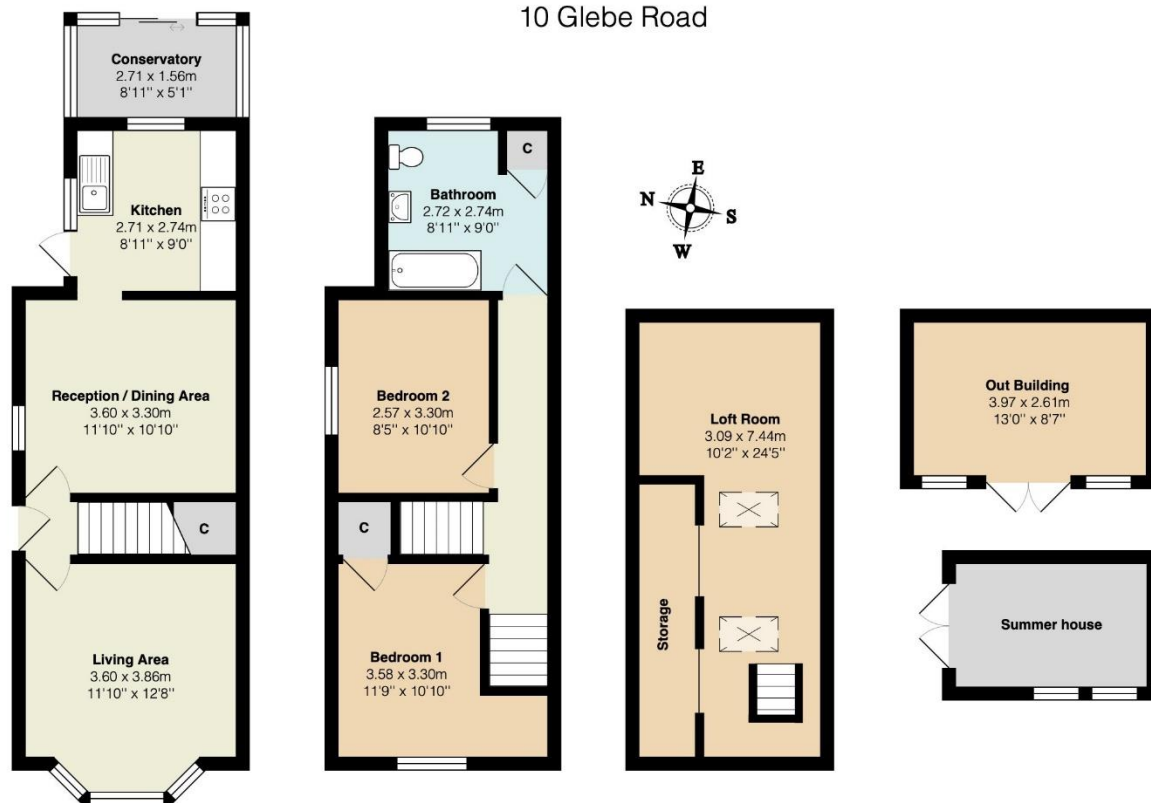 10 Glebe Road
Conservatory
2.71 x 1.56m
8'11'' x 5'1''
Kitchen
2.71 x 2.74m
8'11'' x 9'0''
Reception / Dining Area
3.60 x 3.30m
11'10'' x 10'10''
C
Living Area
3.60 x 3.86m
11'10'' x 12'8''
C
Bathroom
2.72 x 2.74m
8'11'' x 9'0''
Bedroom 2
2.57 x 3.30m
8'5'' x 10'10''
C
Bedroom 1
3.58 x 3.30m
11'9'' x 10'10''
E
N
S
W
Loft Room
3.09 x 7.44m
10'2'' x 24'5''
Storage
Out Building
3.97 x 2.61m
13'0'' x 8'7''
Summer house